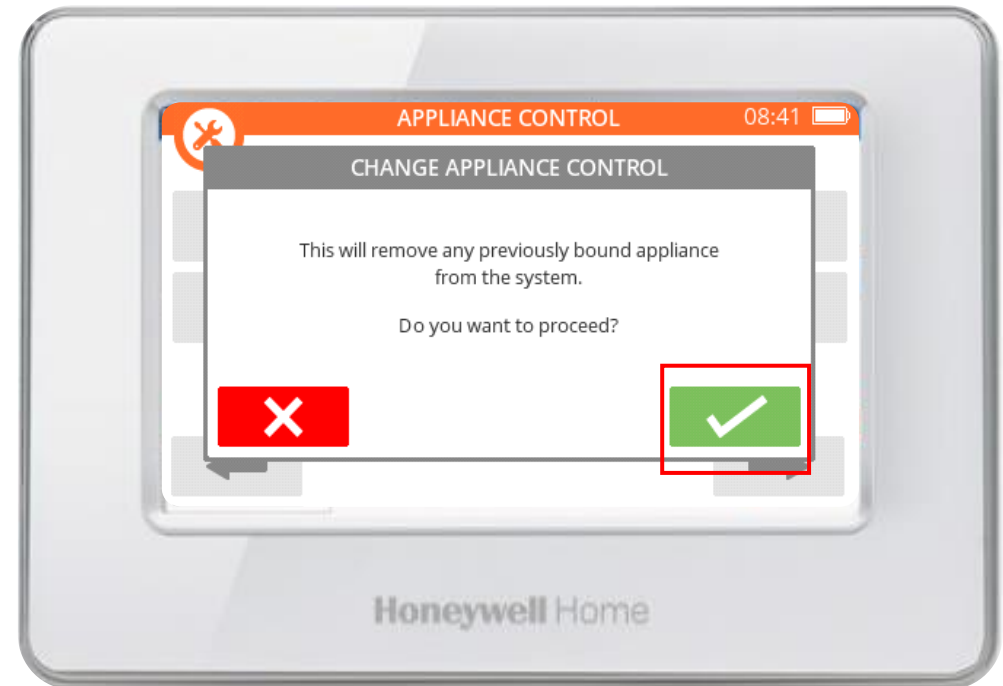 APPLIANCE CONTROL 08:41
CHANGE APPLIANCE CONTROL
This will remove any previously bound appliance
from the system.
Do you want to proceed?
Honeywell Home